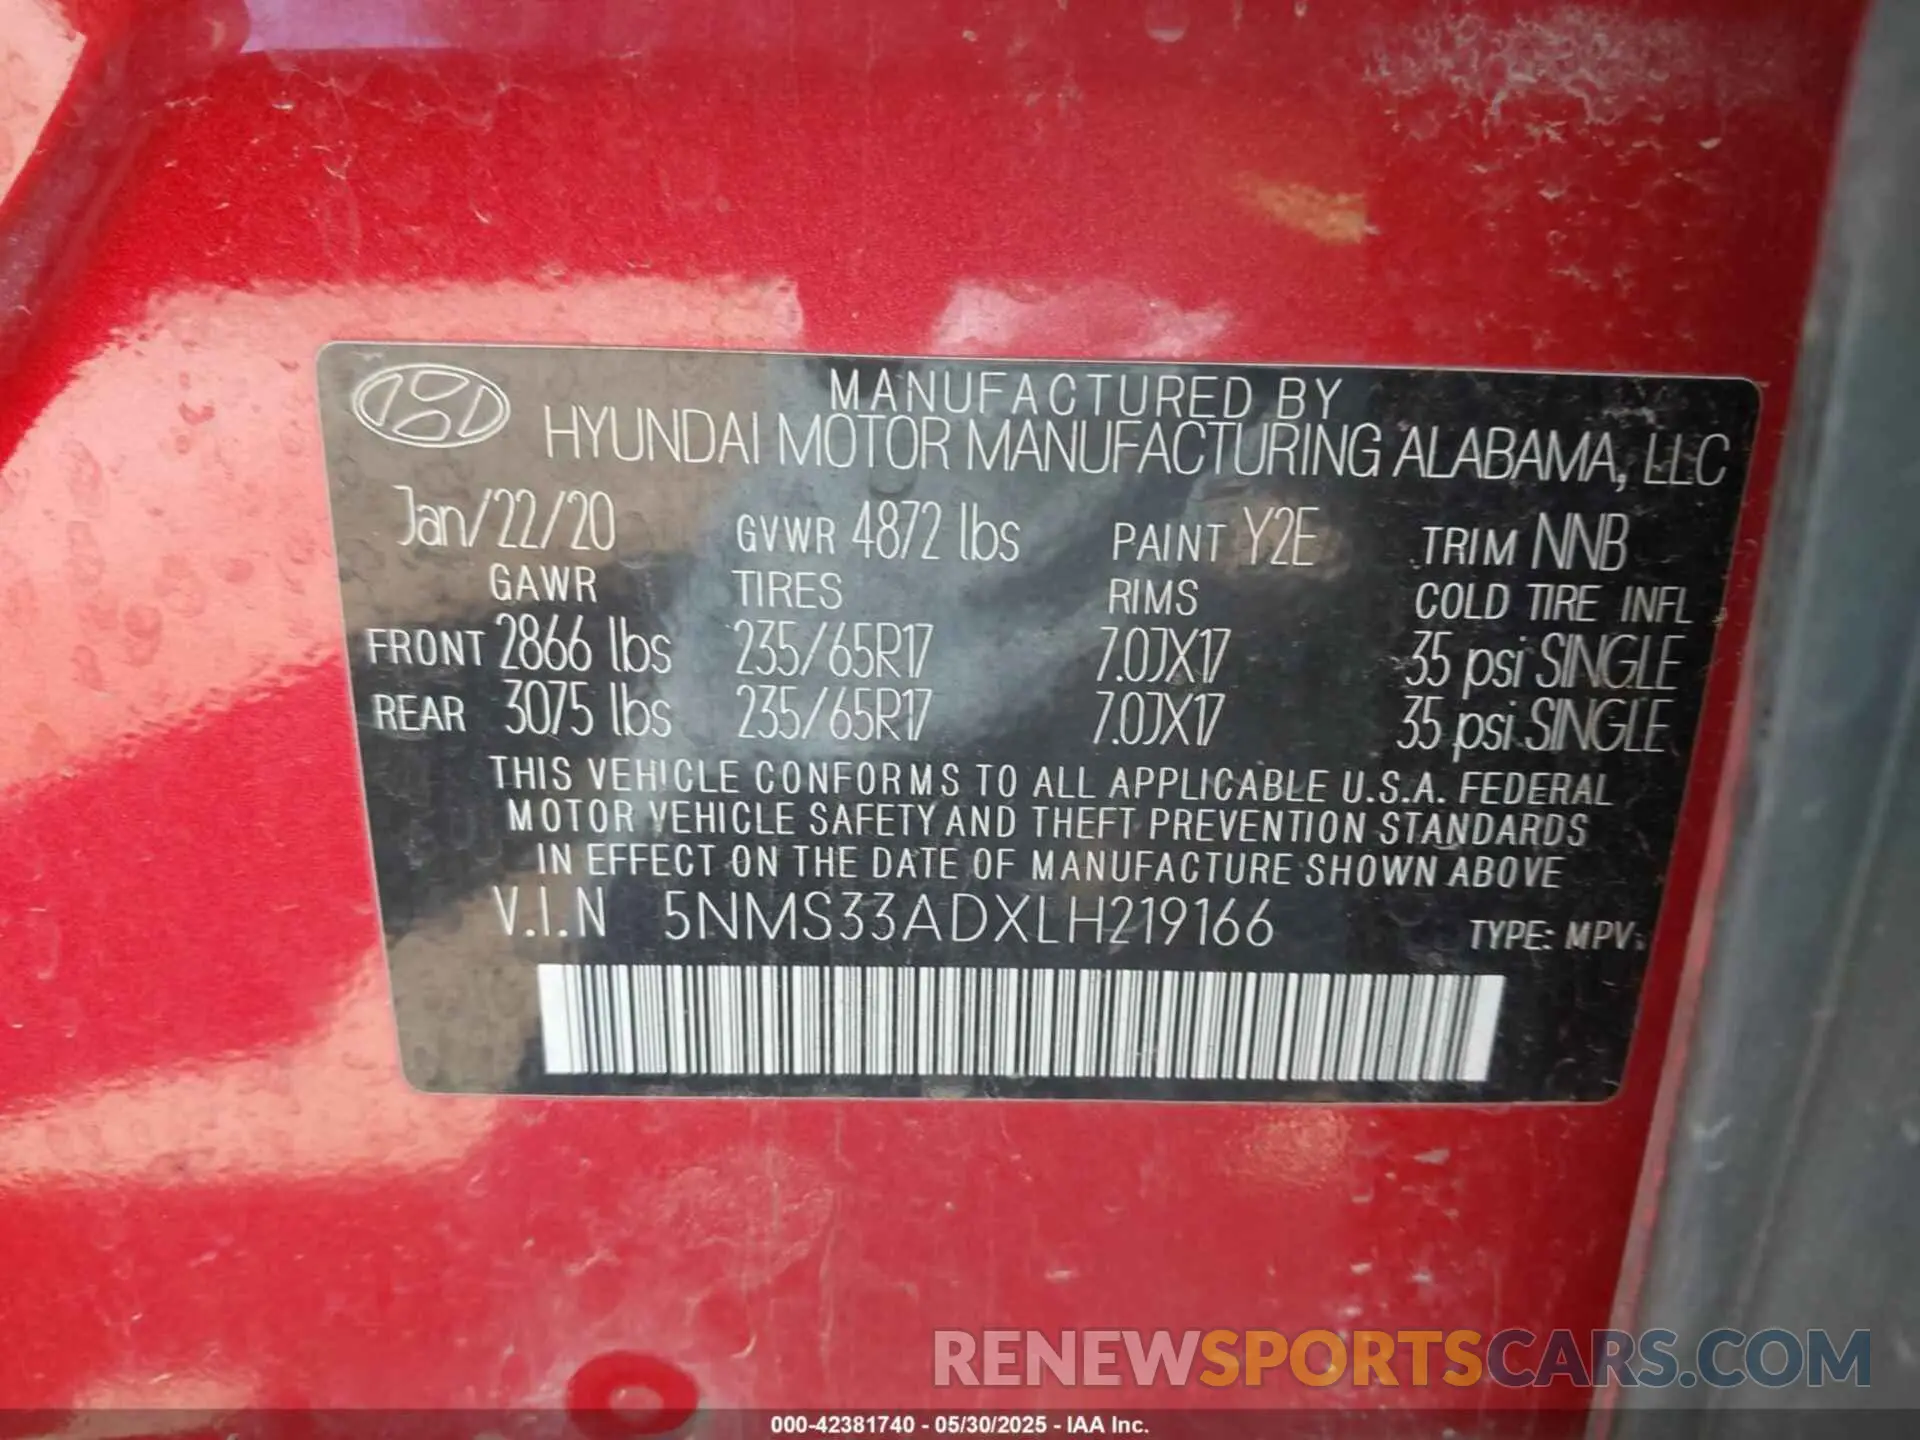 MANUFACTURED BY
HYUNDAI MOTOR MANUFACTURING ALABAMA, LLC
Jan/22/20 GVWR 4872 lbs PAINT Y2E TRIM NNB
GAWR TIRES RIMS COLD TIRE INFL
FRONT 2866 lbs 235/65R17 7.0JX17 35 psi SINGLE
REAR 3075 lbs 235/65R17 7.0JX17 35 psi SINGLE
THIS VEHICLE CONFORMS TO ALL APPLICABLE U.S.A. FEDERAL
MOTOR VEHICLE SAFETY AND THEFT PREVENTION STANDARDS
IN EFFECT ON THE DATE OF MANUFACTURE SHOWN ABOVE
V.I.N 5NMS33ADXLH219166 TYPE: MPV
RENEWSPORTSCARS.COM
000-42381740 - 05/30/2025 - IAA Inc.